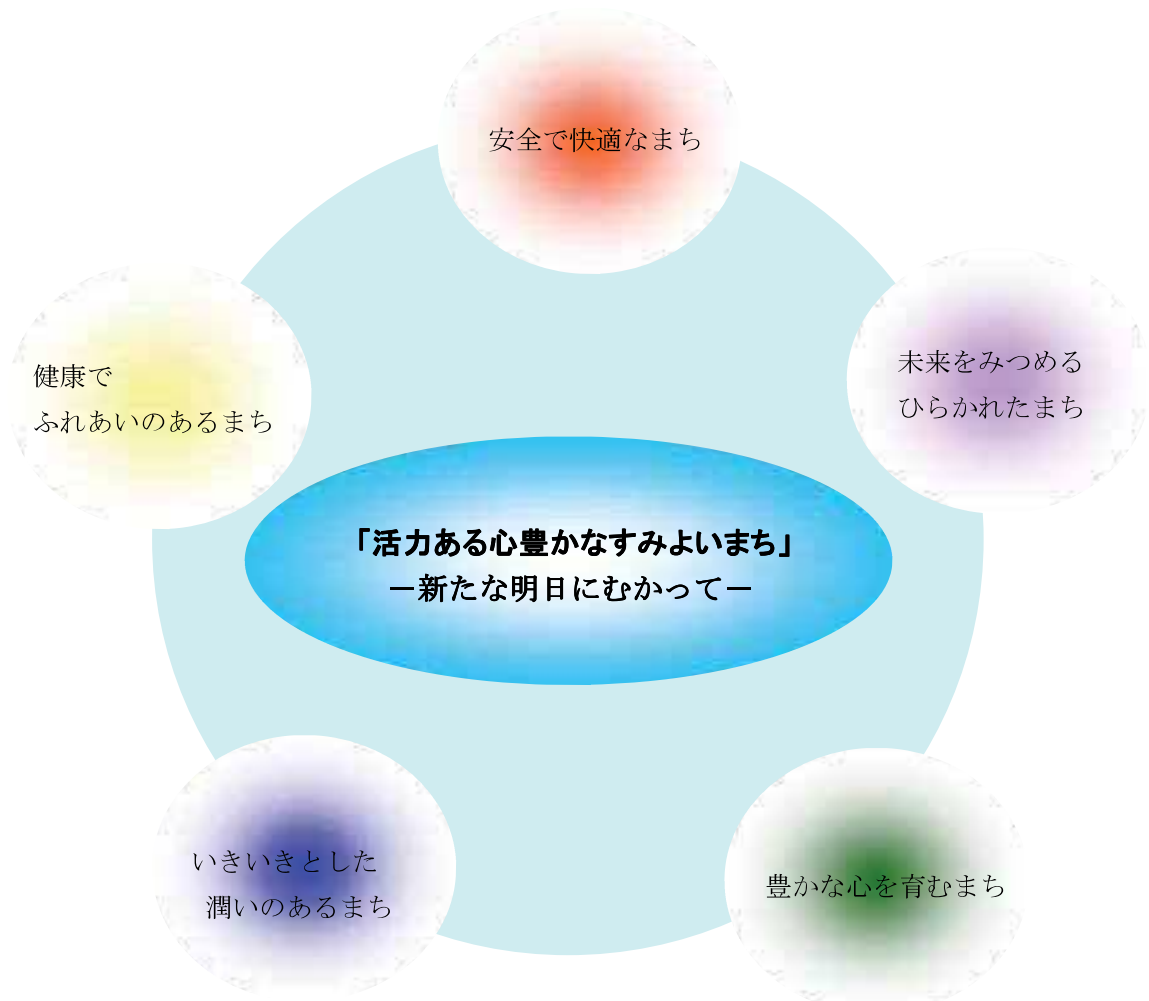 安全で快適なまち
健康で
ふれあいのあるまち
未来をみつめる
ひらかれたまち
「活力ある心豊かなすみよいまち」
－新たな明日にむかって－
いきいきとした
潤いのあるまち
豊かな心を育むまち